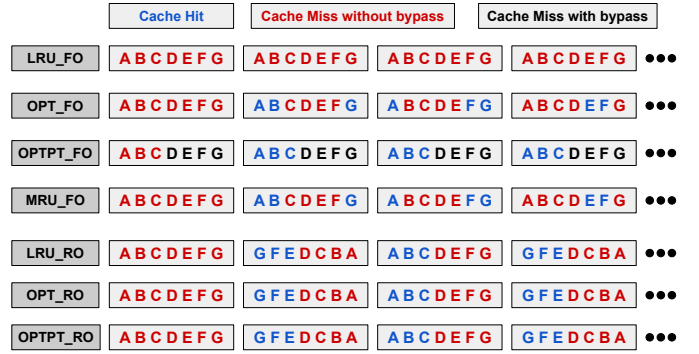 Cache Hit Cache Miss without bypass Cache Miss with bypass
LRU_FO A B C D E F G A B C D E F G A B C D E F G A B C D E F G
OPT_FO A B C D E F G A B C D E F G A B C D E F G A B C D E F G
OPTPT_FO A B C D E F G A B C D E F G A B C D E F G A B C D E F G
MRU_FO A B C D E F G A B C D E F G A B C D E F G A B C D E F G
LRU_RO A B C D E F G G F E D C B A A B C D E F G G F E D C B A
OPT_RO A B C D E F G G F E D C B A A B C D E F G G F E D C B A
OPTPT_RO A B C D E F G G F E D C B A A B C D E F G G F E D C B A